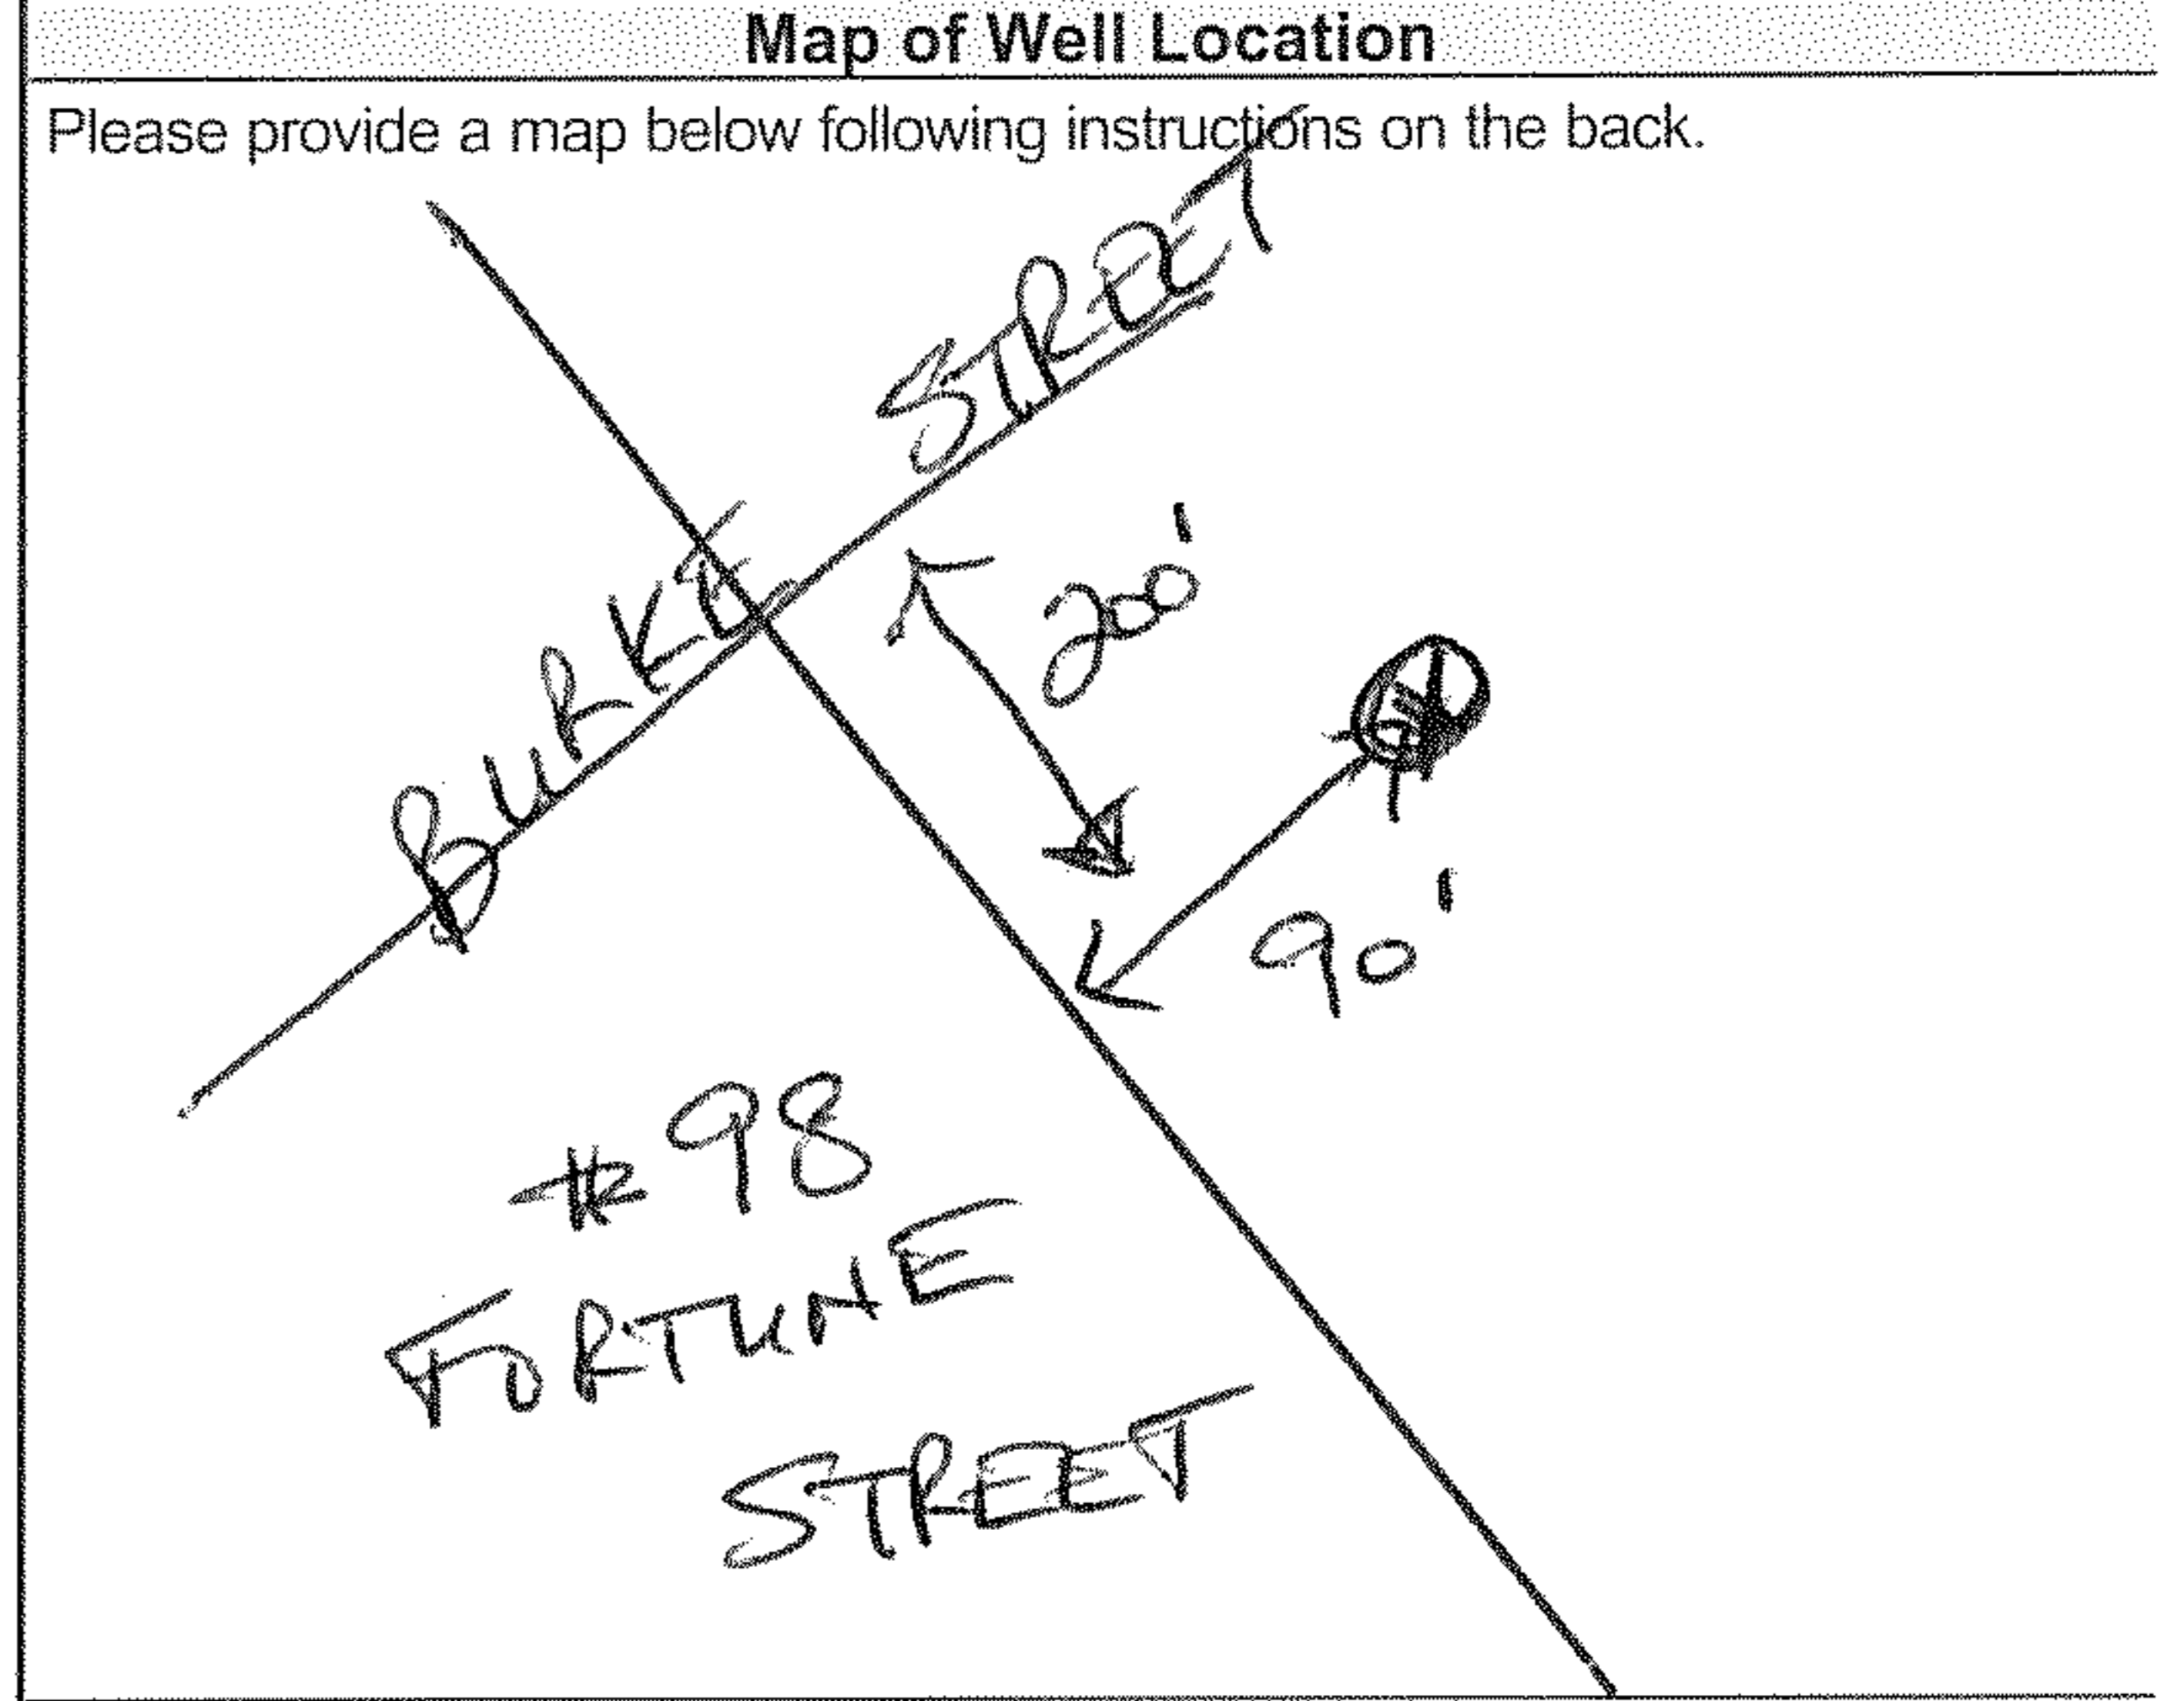 Map of Well Location
Please provide a map below following instructions on the back.
BURKE STREET
200'
90'
#98
FORTUNE
STREET